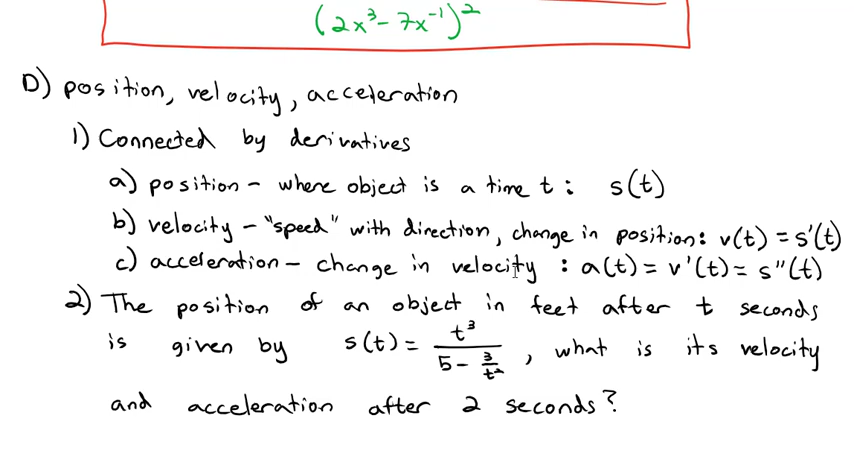 (2x³ - 7x⁻¹)²
D) position, velocity, acceleration
1) Connected by derivatives
a) position - where object is a time t : s(t)
b) velocity - "speed" with direction, change in position: v(t) = s'(t)
c) acceleration - change in velocity : a(t) = v'(t) = s''(t)
2) The position of an object in feet after t seconds
is given by s(t) = t³/(5 - 3/t²) , what is its velocity
and acceleration after 2 seconds?